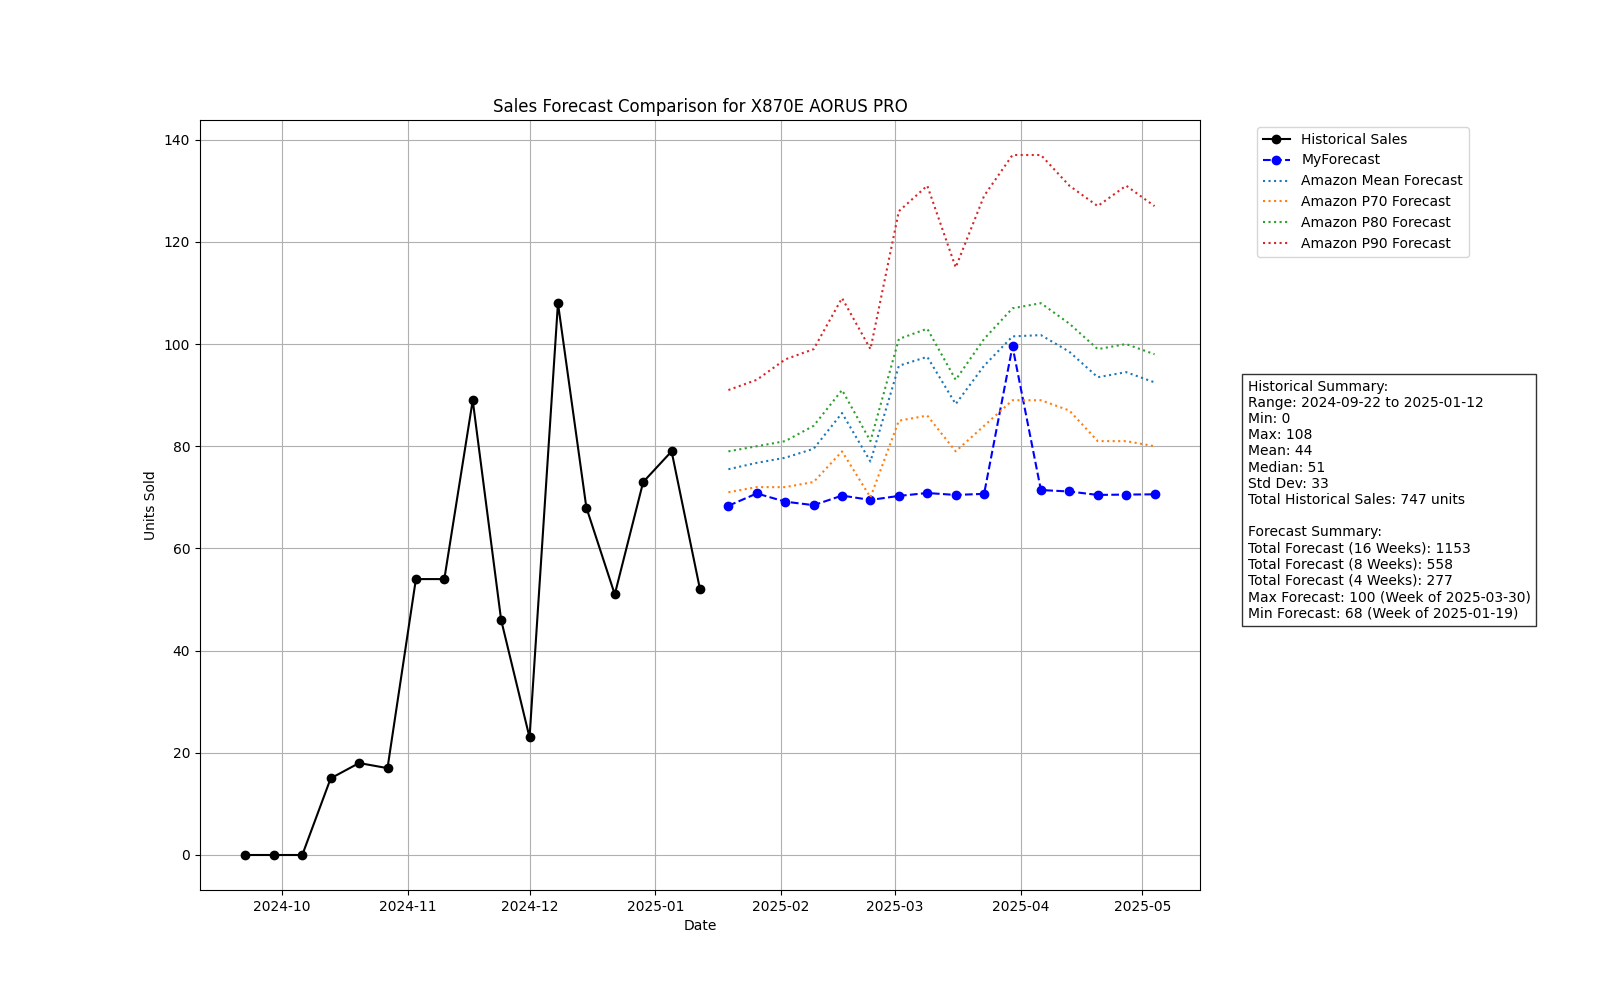 Sales Forecast Comparison for X870E AORUS PRO
Units Sold
140
120
100
80
60
40
20
0
2024-10
2024-11
2024-12
2025-01
2025-02
2025-03
2025-04
2025-05
Date
Historical Sales
MyForecast
Amazon Mean Forecast
Amazon P70 Forecast
Amazon P80 Forecast
Amazon P90 Forecast
Historical Summary:
Range: 2024-09-22 to 2025-01-12
Min: 0
Max: 108
Mean: 44
Median: 51
Std Dev: 33
Total Historical Sales: 747 units
Forecast Summary:
Total Forecast (16 Weeks): 1153
Total Forecast (8 Weeks): 558
Total Forecast (4 Weeks): 277
Max Forecast: 100 (Week of 2025-03-30)
Min Forecast: 68 (Week of 2025-01-19)